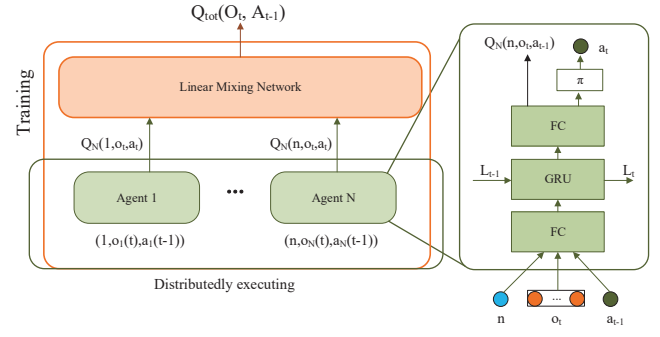 Q_tot(O_t, A_t-1)
Training
Linear Mixing Network
Q_N(1,o_t,a_t)
Q_N(n,o_t,a_t)
Agent 1
...
Agent N
(1,o_1(t),a_1(t-1))
(n,o_N(t),a_N(t-1))
Distributedly executing
Q_N(n,o_t,a_t-1)
a_t
π
FC
L_t-1
GRU
L_t
FC
...
n
o_t
a_t-1